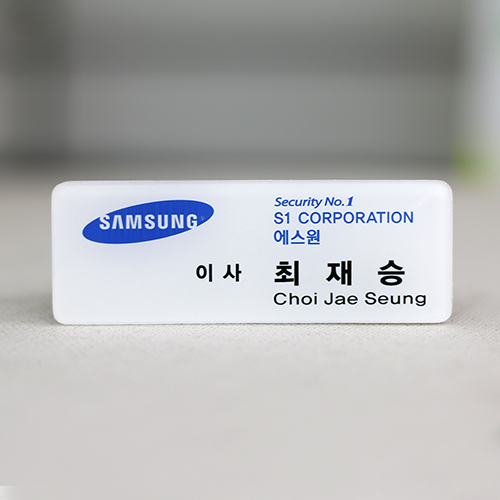 SAMSUNG
Security No.1
S1 CORPORATION
에스원
이 사 최 재 승
Choi Jae Seung